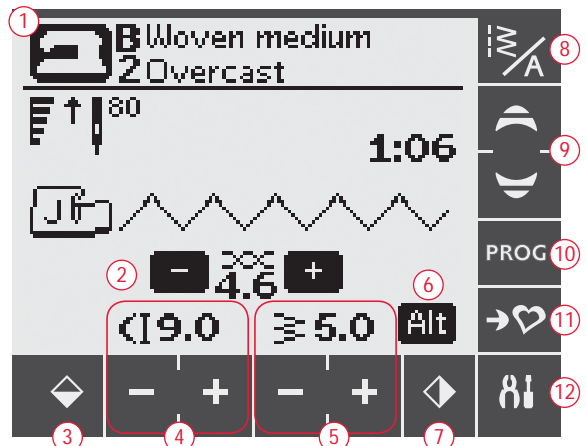 1
B Woven medium
2 Overcast
8
A
80
1:06
9
J
PROG 10
2
− 4.6 +
6
9.0
5.0
Alt
11
− +
− +
12
3
4
5
7